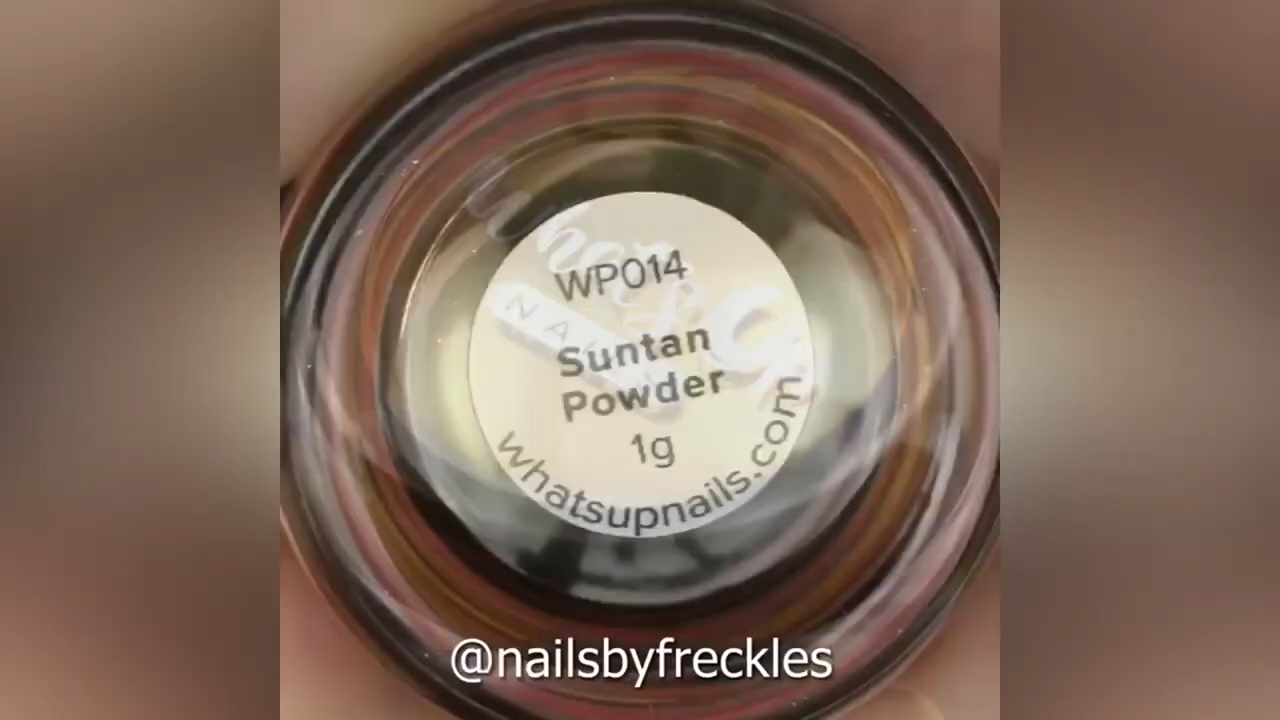 WP014
Suntan
Powder
1g
whatsupnails.com
@nailsbyfreckles